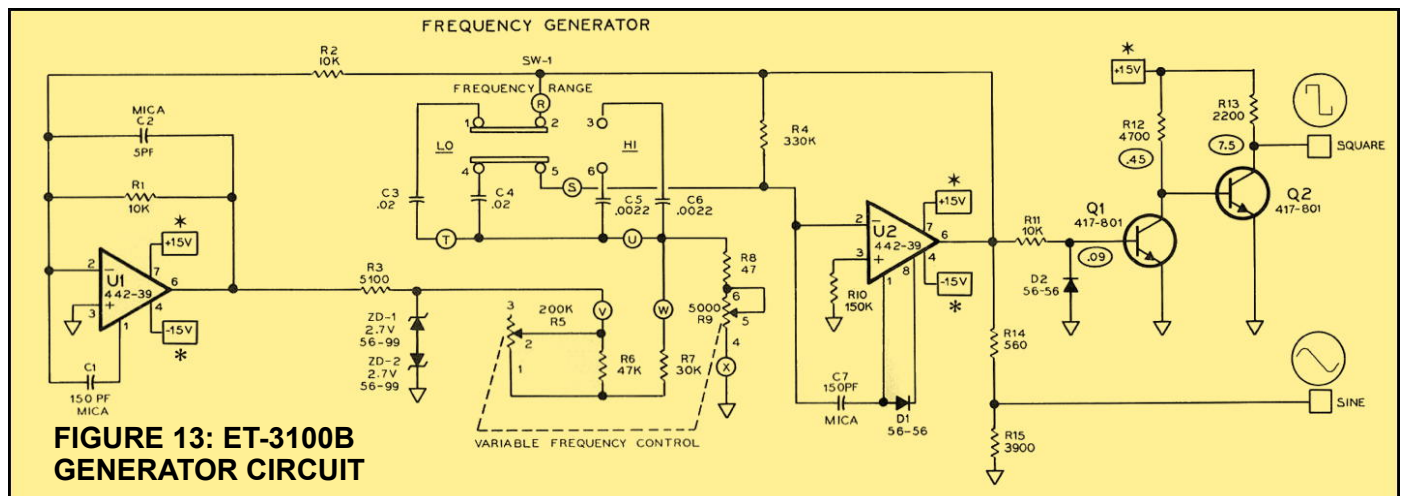 FREQUENCY GENERATOR
R2
10K
SW-1
FREQUENCY RANGE
R
1
2
3
LO
HI
4
5
6
S
MICA
C2
5PF
R1
10K
*
+15V
2
-
U1
442-39
+
3
7
6
4
1
-15V
*
C1
150 PF
MICA
R3
5100
ZD-1
2.7V
56-99
ZD-2
2.7V
56-99
C3
.02
C4
.02
C5
.0022
C6
.0022
T
U
V
W
X
3
200K
R5
2
1
R6
47K
R7
30K
R8
47
5000
R9
6
5
4
VARIABLE FREQUENCY CONTROL
R4
330K
*
+15V
2
-
U2
442-39
+
3
7
6
4
8
1
-15V
*
R10
150K
C7
150PF
MICA
D1
56-56
R11
10K
D2
56-56
.09
Q1
417-801
*
+15V
R12
4700
.45
R13
2200
7.5
Q2
417-801
SQUARE
R14
560
R15
3900
SINE
FIGURE 13: ET-3100B
GENERATOR CIRCUIT